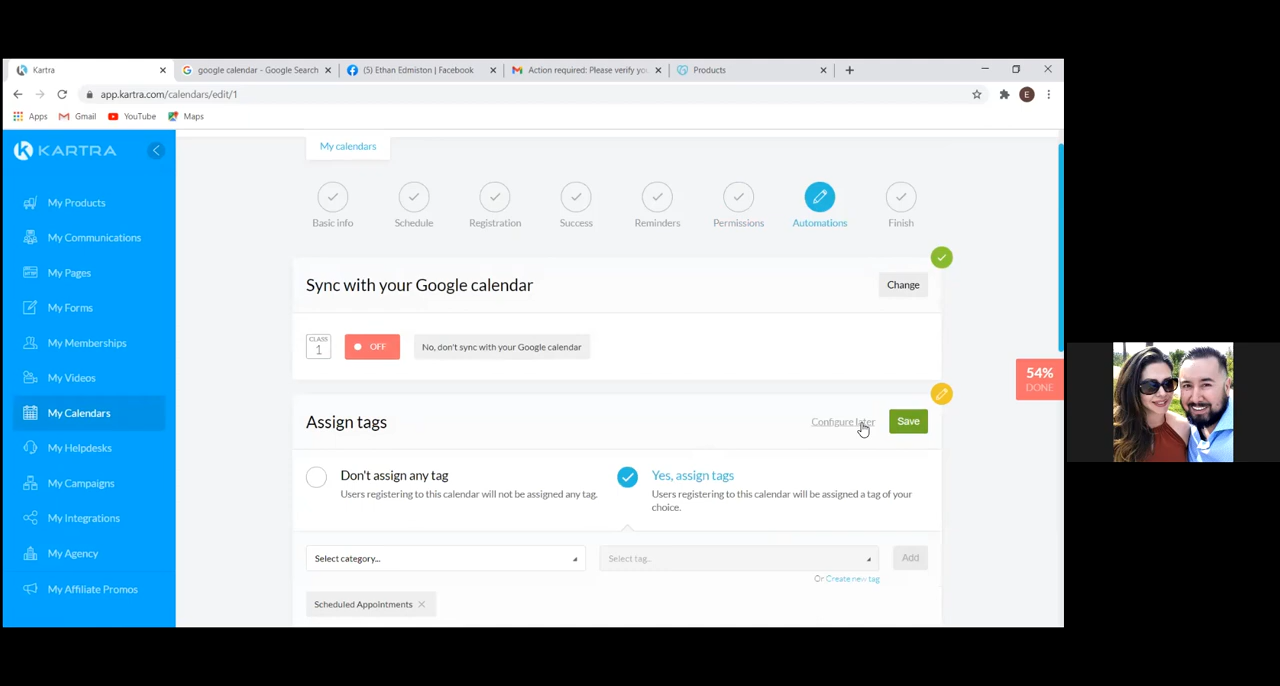 Kartra
google calendar - Google Search
(5) Ethan Edmiston | Facebook
Action required: Please verify you
Products
app.kartra.com/calendars/edit/1
E
Apps
Gmail
YouTube
Maps
KARTRA
My Products
My Communications
My Pages
My Forms
My Memberships
My Videos
My Calendars
My Helpdesks
My Campaigns
My Integrations
My Agency
My Affiliate Promos
My calendars
Basic info
Schedule
Registration
Success
Reminders
Permissions
Automations
Finish
Sync with your Google calendar
Change
CLASS
1
OFF
No, don't sync with your Google calendar
54%
DONE
Assign tags
Configure later
Save
Don't assign any tag
Users registering to this calendar will not be assigned any tag.
Yes, assign tags
Users registering to this calendar will be assigned a tag of your
choice.
Select category...
Select tag..
Add
Or Create new tag
Scheduled Appointments